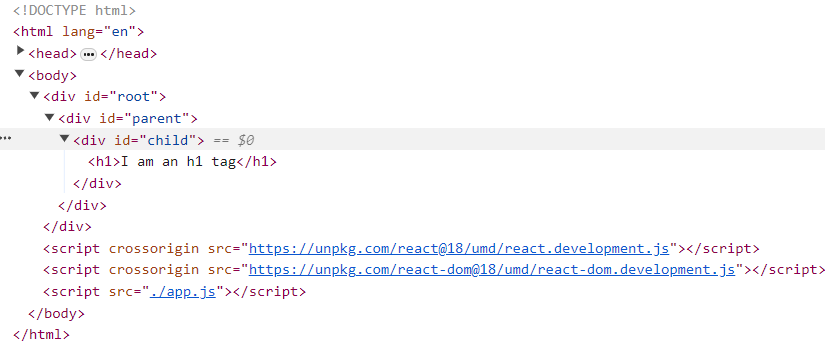 <!DOCTYPE html>
<html lang="en">
<head> ••• </head>
<body>
<div id="root">
<div id="parent">
••• <div id="child"> == $0
<h1>I am an h1 tag</h1>
</div>
</div>
</div>
<script crossorigin src="https://unpkg.com/react@18/umd/react.development.js"></script>
<script crossorigin src="https://unpkg.com/react-dom@18/umd/react-dom.development.js"></script>
<script src="./app.js"></script>
</body>
</html>